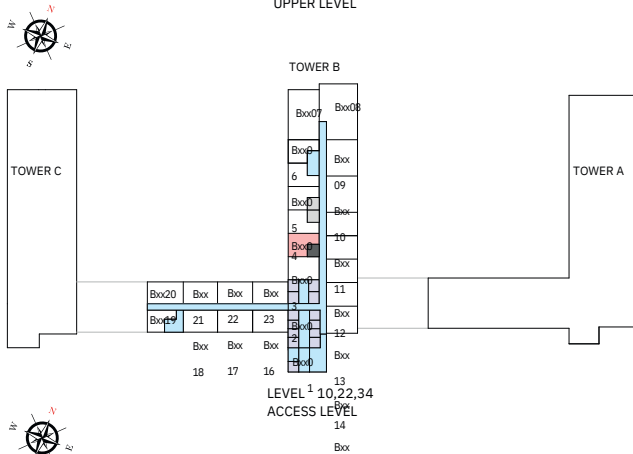 UPPER LEVEL
N
W
E
S
TOWER B
Bxx07
Bxx08
Bxx0
6
Bxx
09
TOWER C
TOWER A
Bxx0
5
Bxx
10
Bxx0
4
Bxx
11
Bxx0
3
Bxx
12
Bxx20
Bxx
21
Bxx
22
Bxx
23
Bxx19
Bxx
18
Bxx
17
Bxx
16
Bxx0
2
Bxx
13
Bxx0
1
LEVEL 10,22,34
ACCESS LEVEL
Bxx
14
Bxx
N
W
E